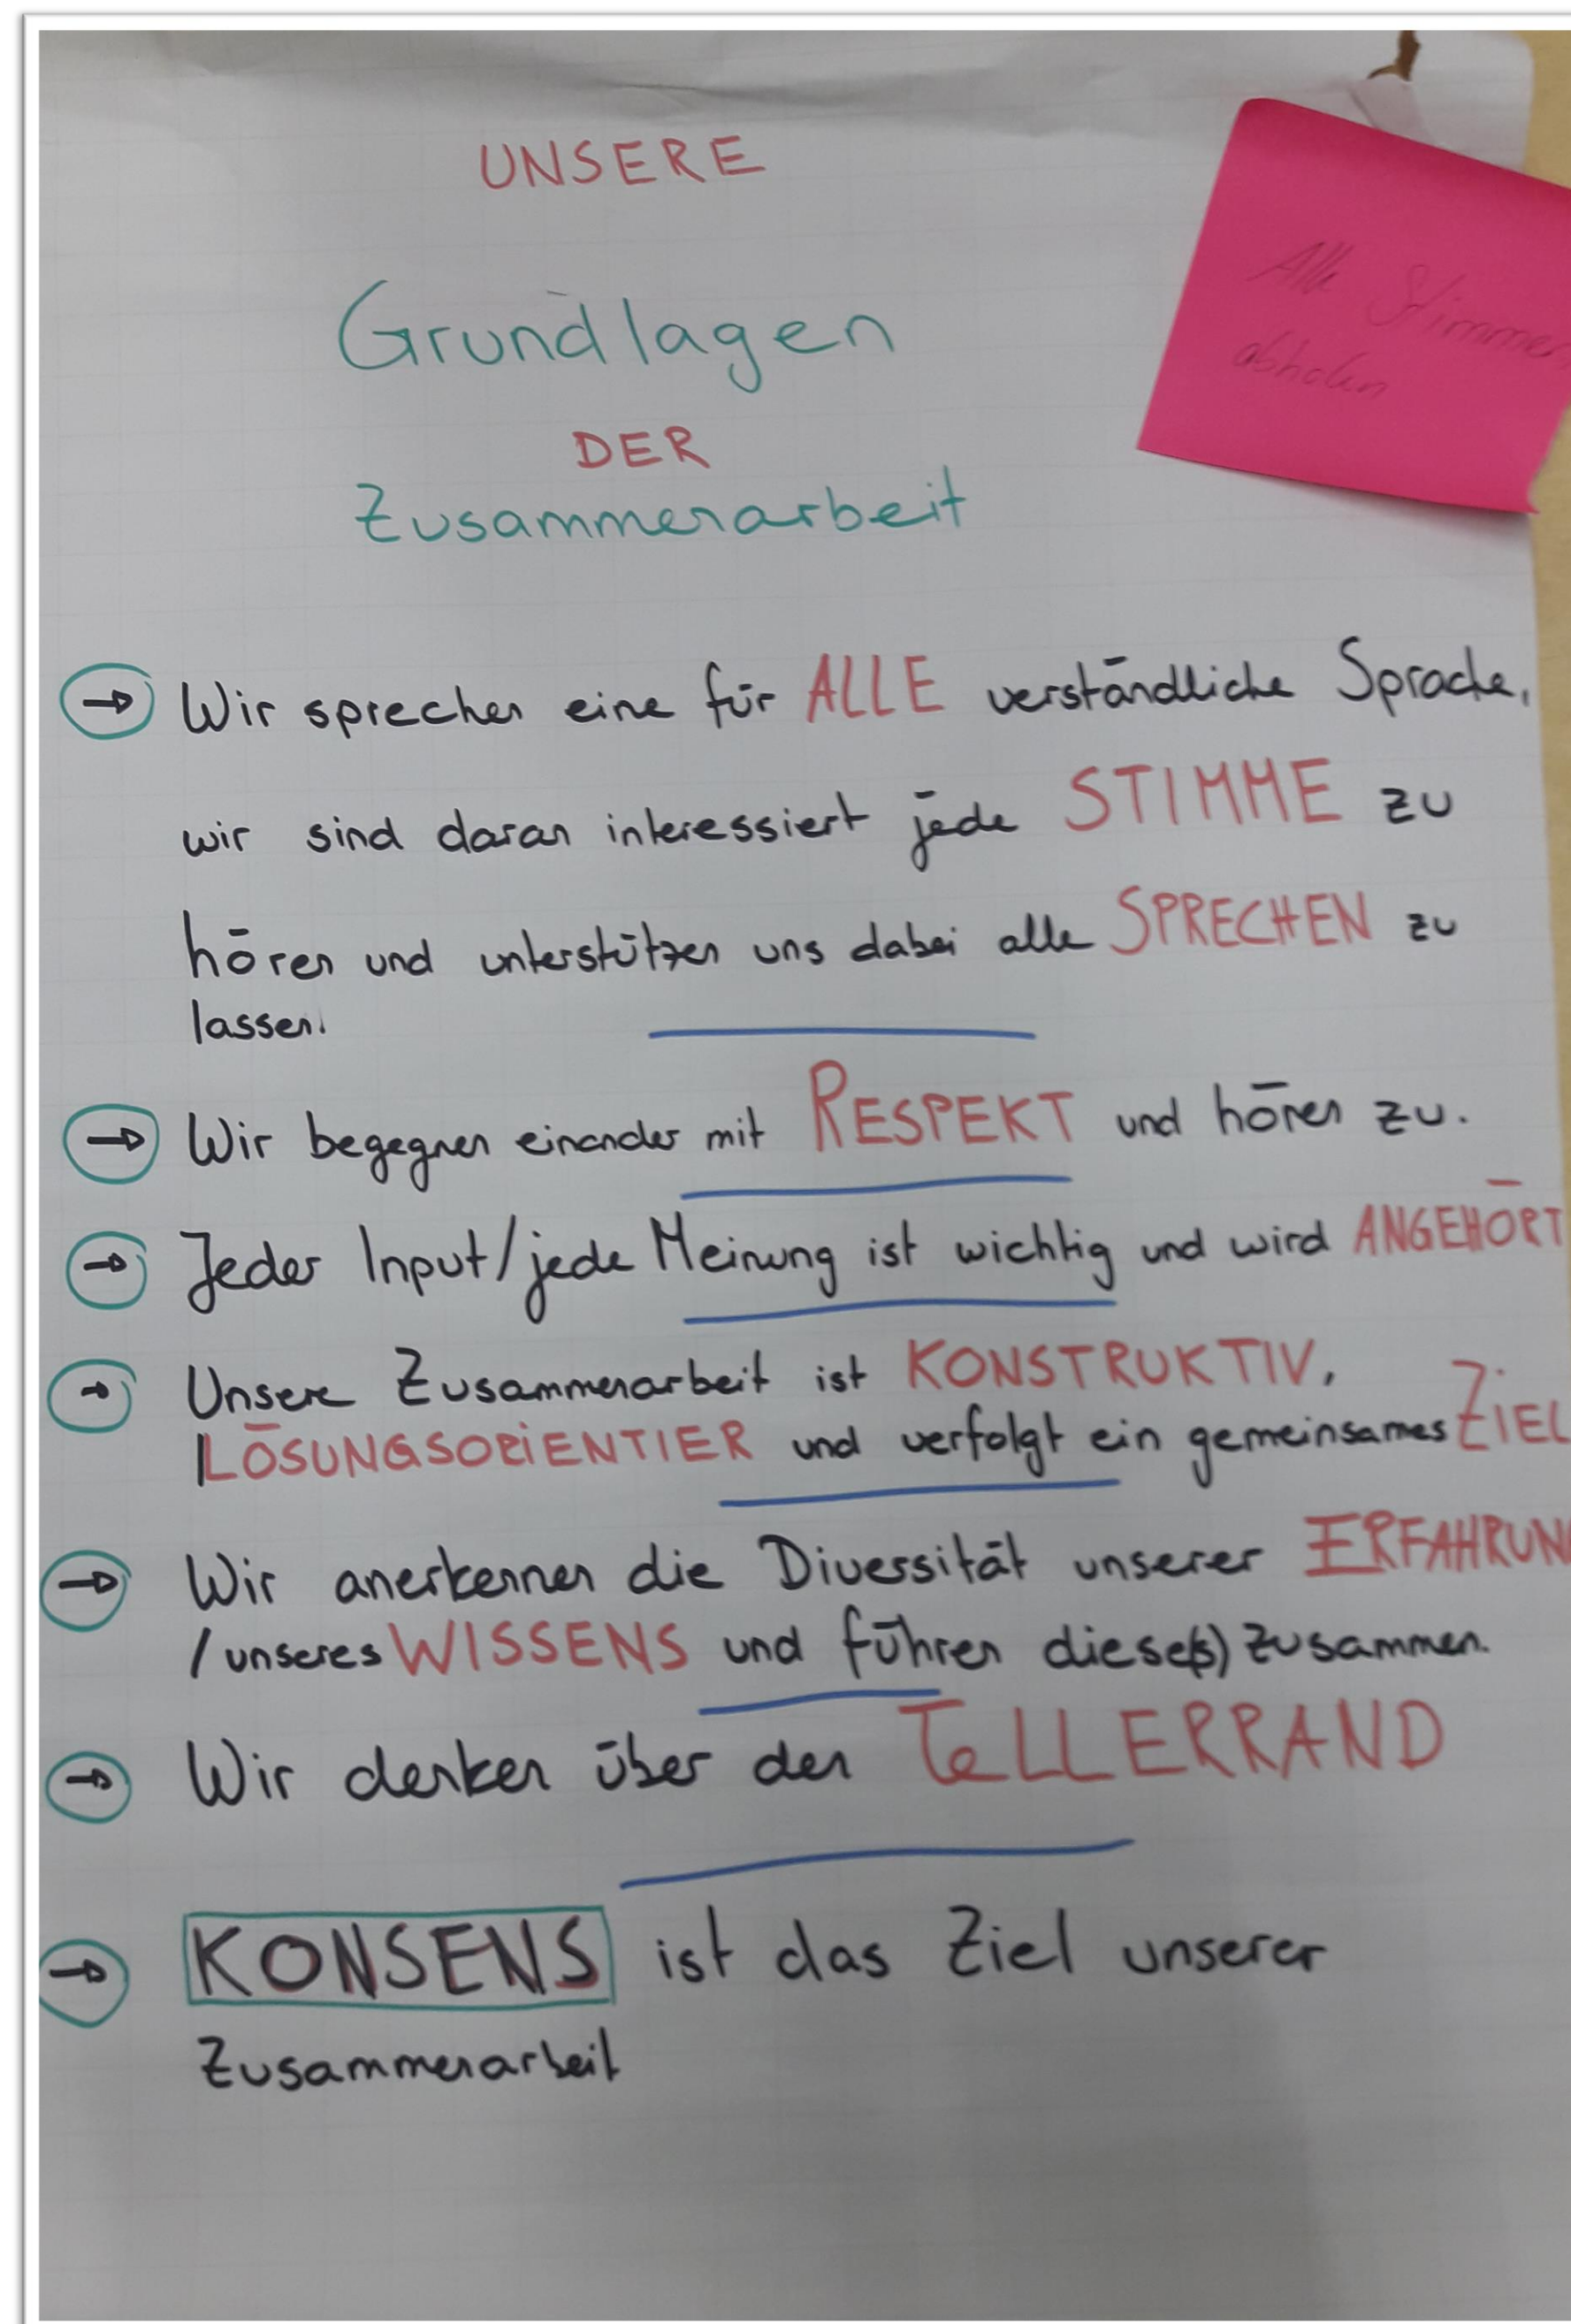 UNSERE
Grundlagen
DER
Zusammenarbeit
Alle Stimmen
abholen
→ Wir sprechen eine für ALLE verständliche Sprache,
wir sind daran interessiert jede STIMME zu
hören und unterstützen uns dabei alle SPRECHEN zu
lassen.
→ Wir begegnen einander mit RESPEKT und hören zu.
→ Jeder Input/jede Meinung ist wichtig und wird ANGEHÖRT
→ Unsere Zusammenarbeit ist KONSTRUKTIV,
LÖSUNGSORIENTIER und verfolgt ein gemeinsames ZIEL
→ Wir anerkennen die Diversität unserer ERFAHRUNG
/ unseres WISSENS und führen diese(s) zusammen.
→ Wir denken über den TeLLERRAND
→ KONSENS ist das Ziel unserer
Zusammenarbeit